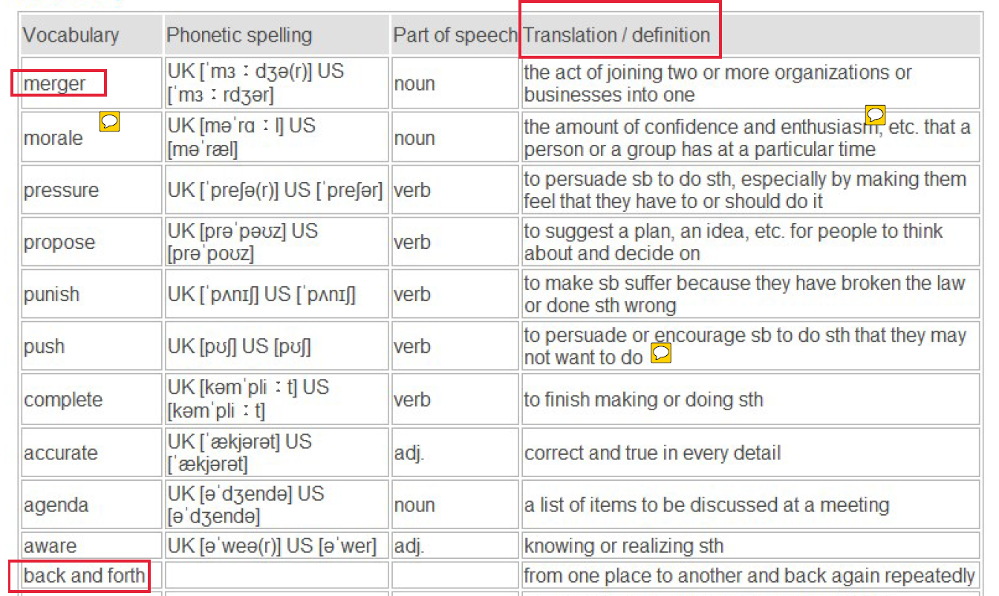 Vocabulary Phonetic spelling Part of speech Translation / definition
merger UK [ˈmɜːdʒə(r)] US [ˈmɜːrdʒər] noun the act of joining two or more organizations or
businesses into one
morale UK [məˈrɑːl] US [məˈræl] noun the amount of confidence and enthusiasm, etc. that a
person or a group has at a particular time
pressure UK [ˈpreʃə(r)] US [ˈpreʃər] verb to persuade sb to do sth, especially by making them
feel that they have to or should do it
propose UK [prəˈpəʊz] US [prəˈpoʊz] verb to suggest a plan, an idea, etc. for people to think
about and decide on
punish UK [ˈpʌnɪʃ] US [ˈpʌnɪʃ] verb to make sb suffer because they have broken the law
or done sth wrong
push UK [pʊʃ] US [pʊʃ] verb to persuade or encourage sb to do sth that they may
not want to do
complete UK [kəmˈpliːt] US [kəmˈpliːt] verb to finish making or doing sth
accurate UK [ˈækjərət] US [ˈækjərət] adj. correct and true in every detail
agenda UK [əˈdʒendə] US [əˈdʒendə] noun a list of items to be discussed at a meeting
aware UK [əˈweə(r)] US [əˈwer] adj. knowing or realizing sth
back and forth from one place to another and back again repeatedly